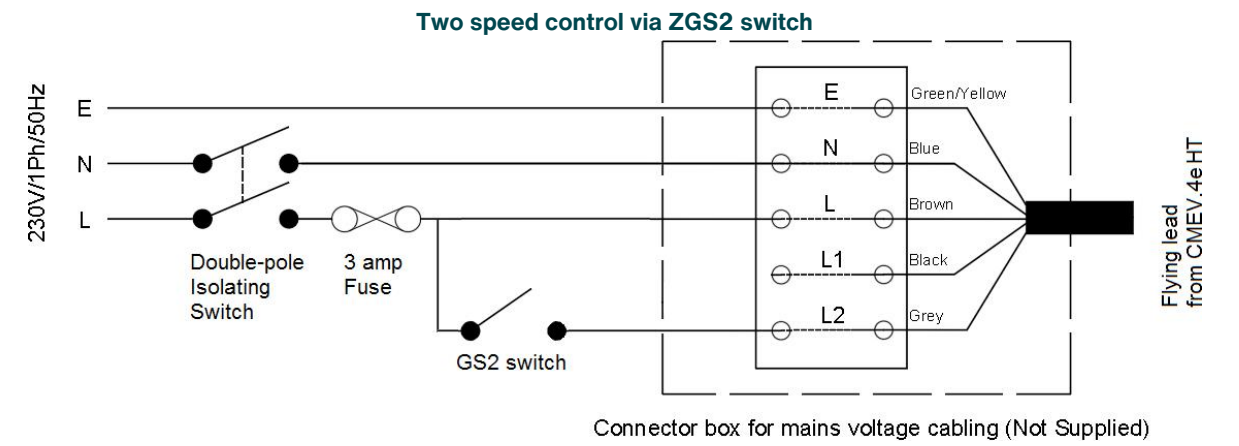 Two speed control via ZGS2 switch
230V/1Ph/50Hz
E
E
Green/Yellow
N
N
Blue
L
L
Brown
Double-pole
Isolating
Switch
3 amp
Fuse
L1
Black
L2
Grey
GS2 switch
Flying lead
from CMEV.4e HT
Connector box for mains voltage cabling (Not Supplied)